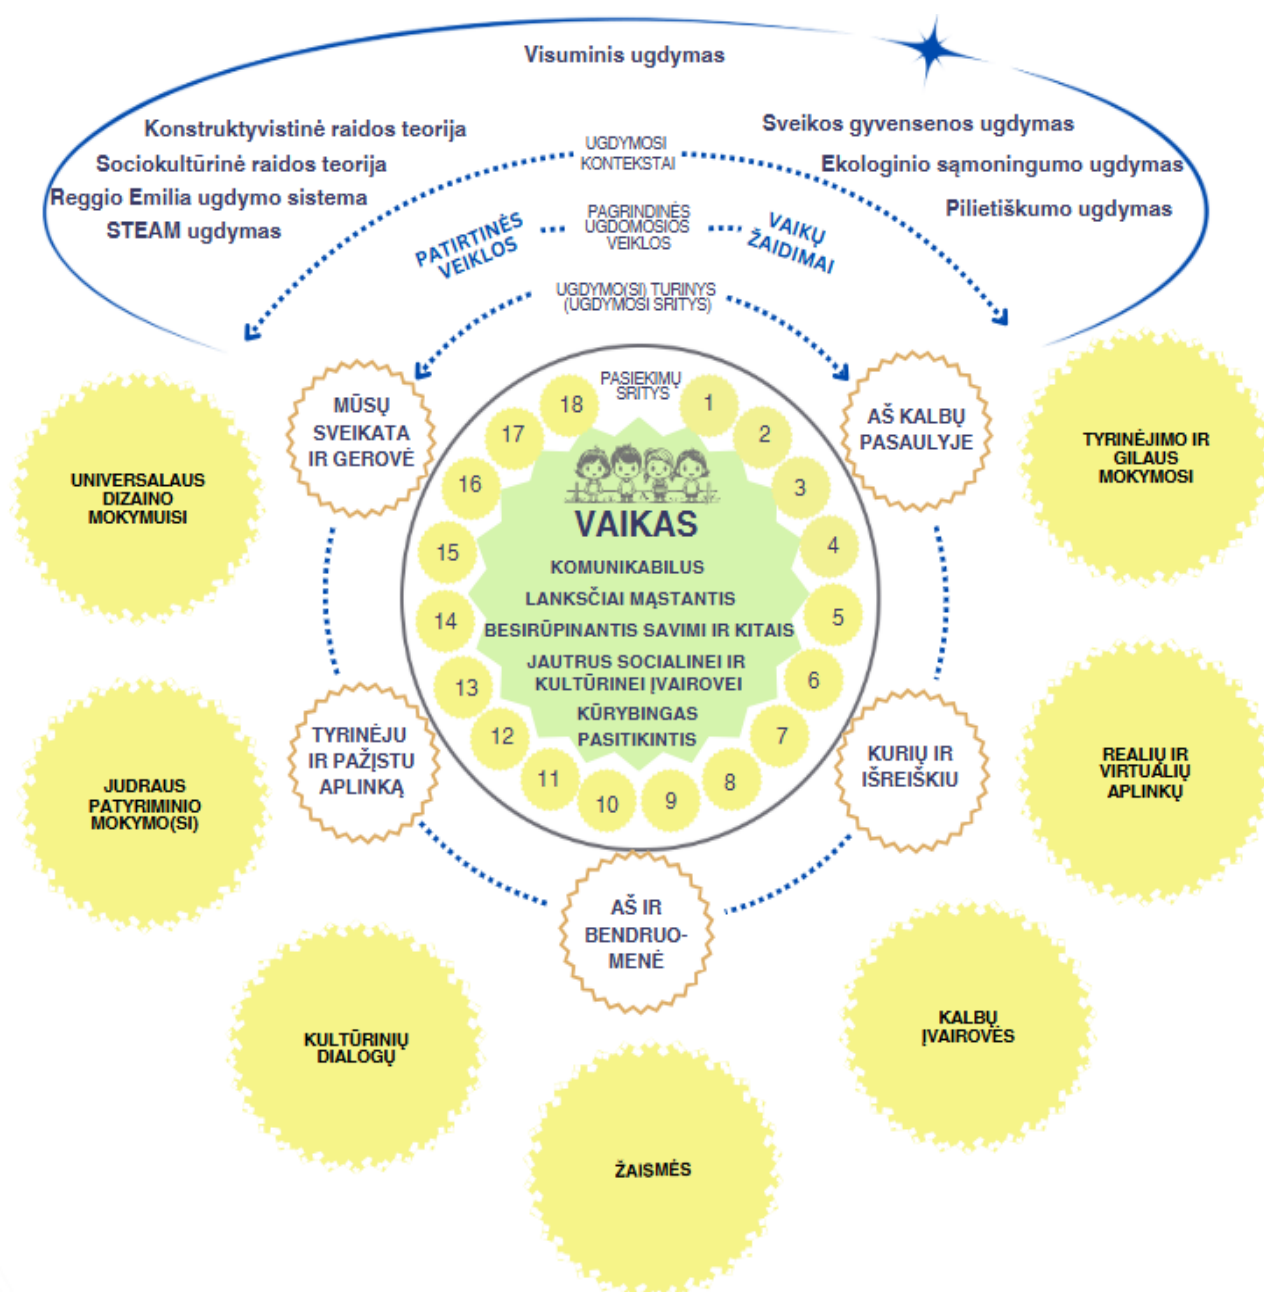 Visuminis ugdymas
Konstruktyvistinė raidos teorija
Sociokultūrinė raidos teorija
Reggio Emilia ugdymo sistema
STEAM ugdymas
Sveikos gyvensenos ugdymas
Ekologinio sąmoningumo ugdymas
Pilietiškumo ugdymas
UGDYMOSI
KONTEKSTAI
PATIRTINĖS
VEIKLOS
PAGRINDINĖS
UGDOMOSIOS
VEIKLOS
VAIKŲ
ŽAIDIMAI
UGDYMO(SI) TURINYS
(UGDYMOSI SRITYS)
MŪSŲ
SVEIKATA
IR GEROVĖ
AŠ KALBŲ
PASAULYJE
KURIŲ IR
IŠREIŠKIU
AŠ IR
BENDRUO-
MENĖ
TYRINĖJU
IR PAŽĮSTU
APLINKĄ
PASIEKIMŲ
SRITYS
1
2
3
4
5
6
7
8
9
10
11
12
13
14
15
16
17
18
VAIKAS
KOMUNIKABILUS
LANKSČIAI MĄSTANTIS
BESIRŪPINANTIS SAVIMI IR KITAIS
JAUTRUS SOCIALINEI IR
KULTŪRINEI ĮVAIROVEI
KŪRYBINGAS
PASITIKINTIS
UNIVERSALAUS
DIZAINO
MOKYMUISI
TYRINĖJIMO IR
GILAUS
MOKYMOSI
JUDRAUS
PATYRIMINIO
MOKYMO(SI)
REALIŲ IR
VIRTUALIŲ
APLINKŲ
KULTŪRINIŲ
DIALOGŲ
KALBŲ
ĮVAIROVĖS
ŽAISMĖS